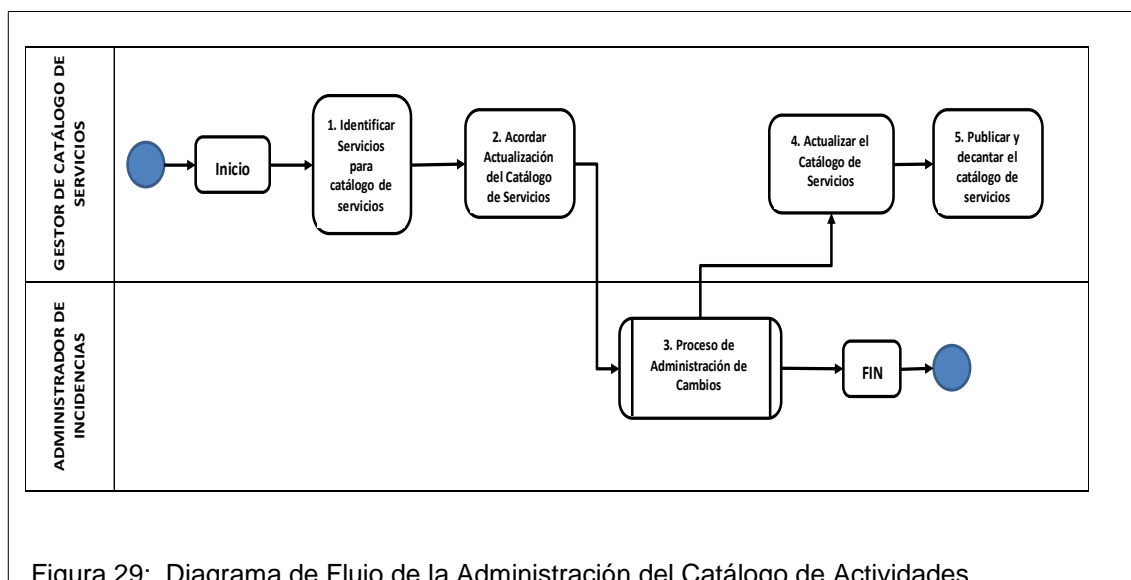 GESTOR DE CATÁLOGO DE
SERVICIOS
Inicio
1. Identificar
Servicios
para
catálogo de
servicios
2. Acordar
Actualización
del Catálogo
de Servicios
4. Actualizar el
Catálogo de
Servicios
5. Publicar y
decantar el
catálogo de
servicios
ADMINISTRADOR DE
INCIDENCIAS
3. Proceso de
Administración de
Cambios
FIN
Figura 29: Diagrama de Flujo de la Administración del Catálogo de Actividades